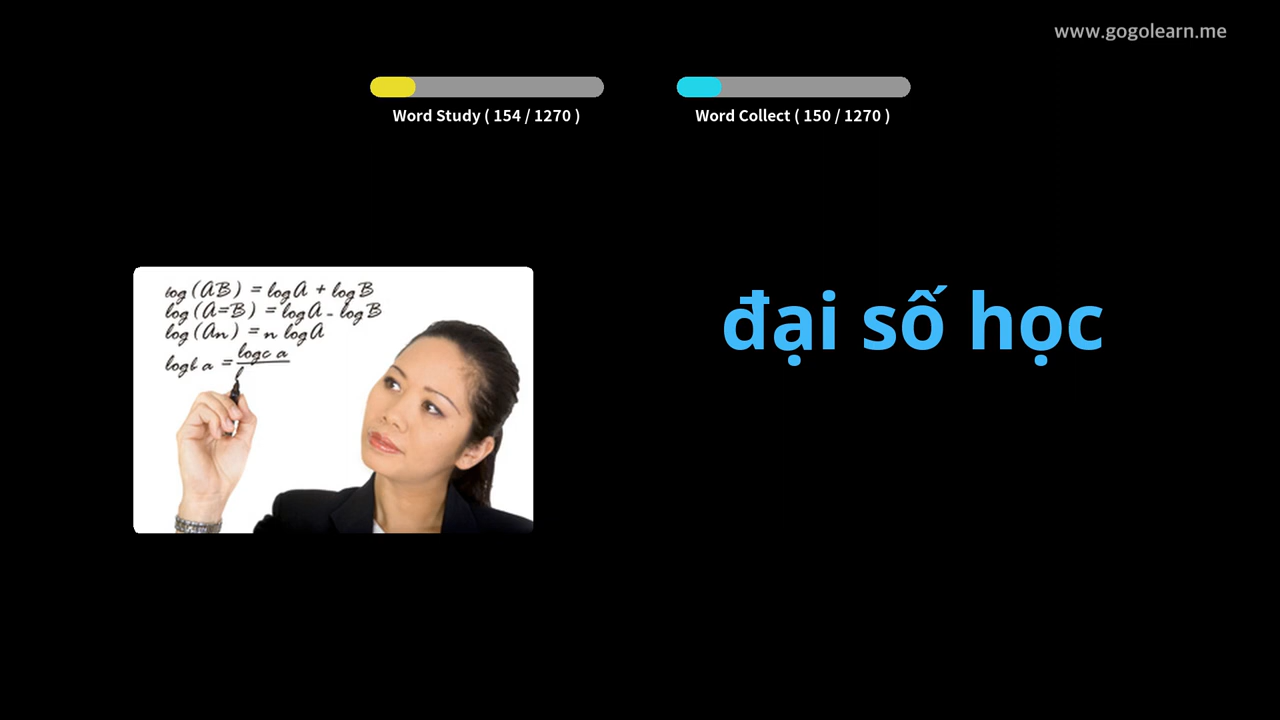 www.gogolearn.me
Word Study ( 154 / 1270 )
Word Collect ( 150 / 1270 )
log (AB) = log A + log B
log (A=B) = log A - log B
log (An) = n log A
logb a = logc a
đại số học